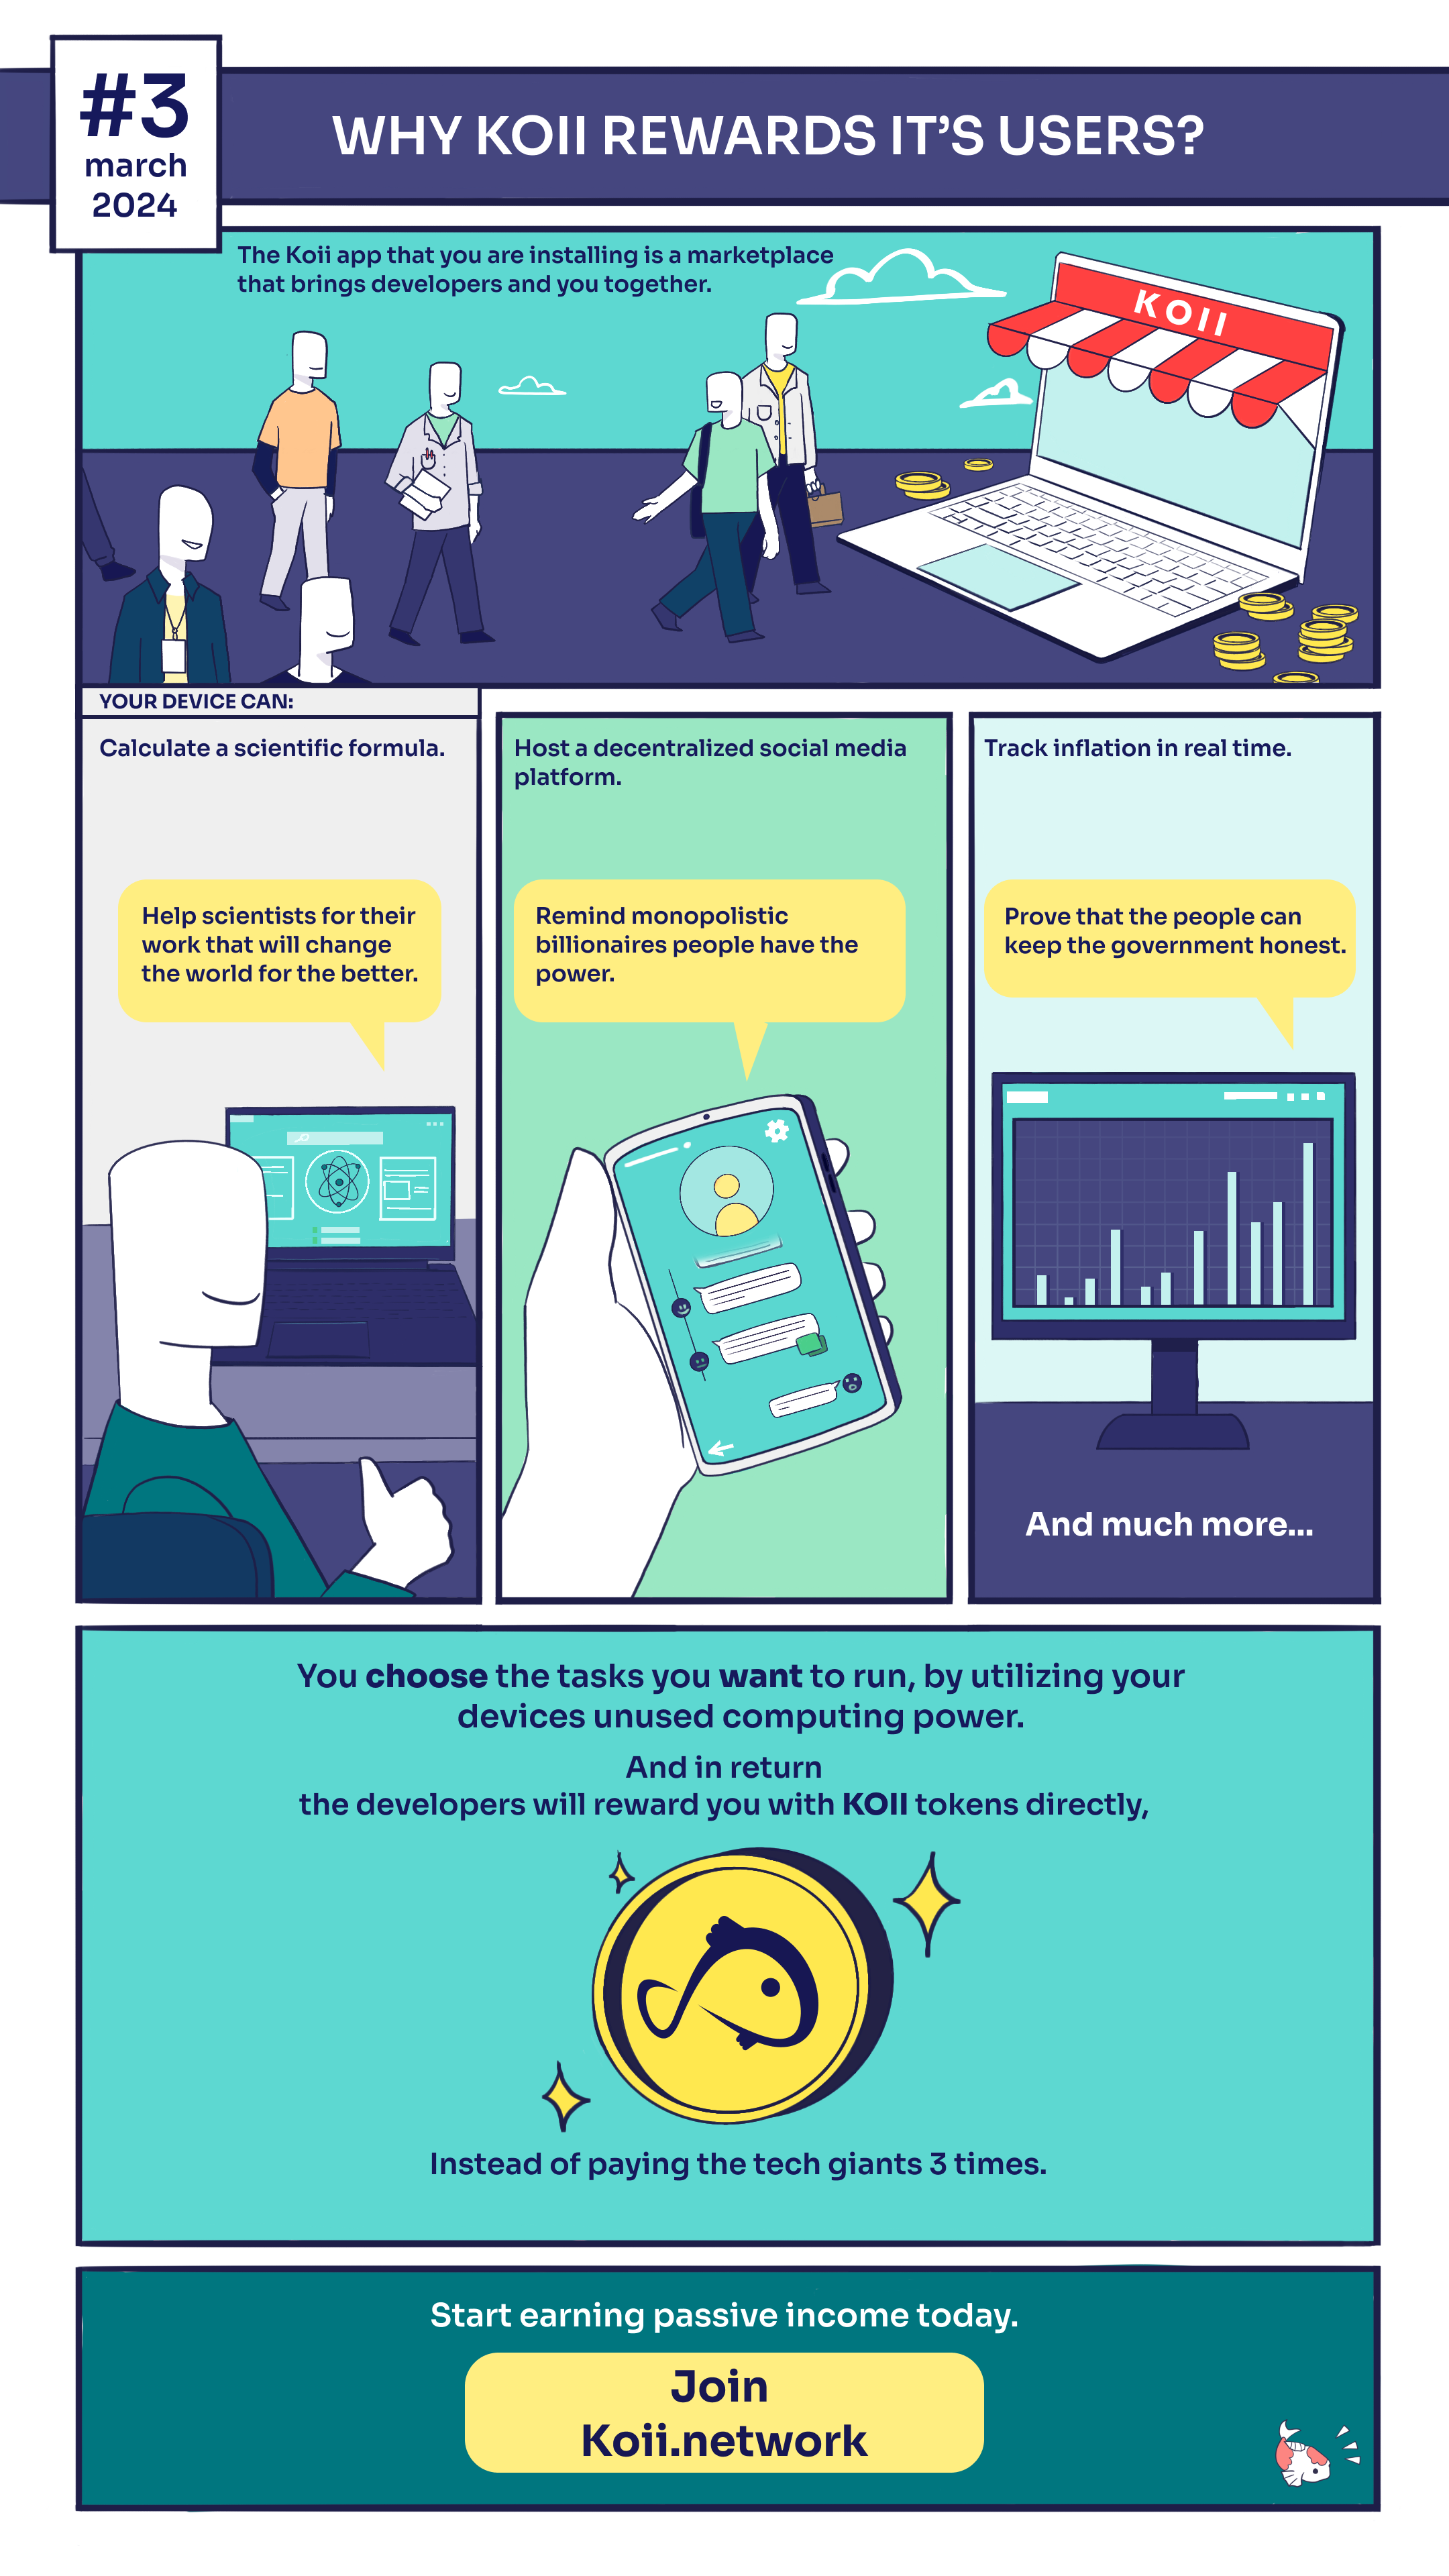 #3
march
2024
WHY KOII REWARDS IT’S USERS?
The Koii app that you are installing is a marketplace
that brings developers and you together.
KOII
YOUR DEVICE CAN:
Calculate a scientific formula.
Help scientists for their
work that will change
the world for the better.
Host a decentralized social media
platform.
Remind monopolistic
billionaires people have the
power.
Track inflation in real time.
Prove that the people can
keep the government honest.
And much more...
You choose the tasks you want to run, by utilizing your
devices unused computing power.
And in return
the developers will reward you with KOII tokens directly,
Instead of paying the tech giants 3 times.
Start earning passive income today.
Join
Koii.network